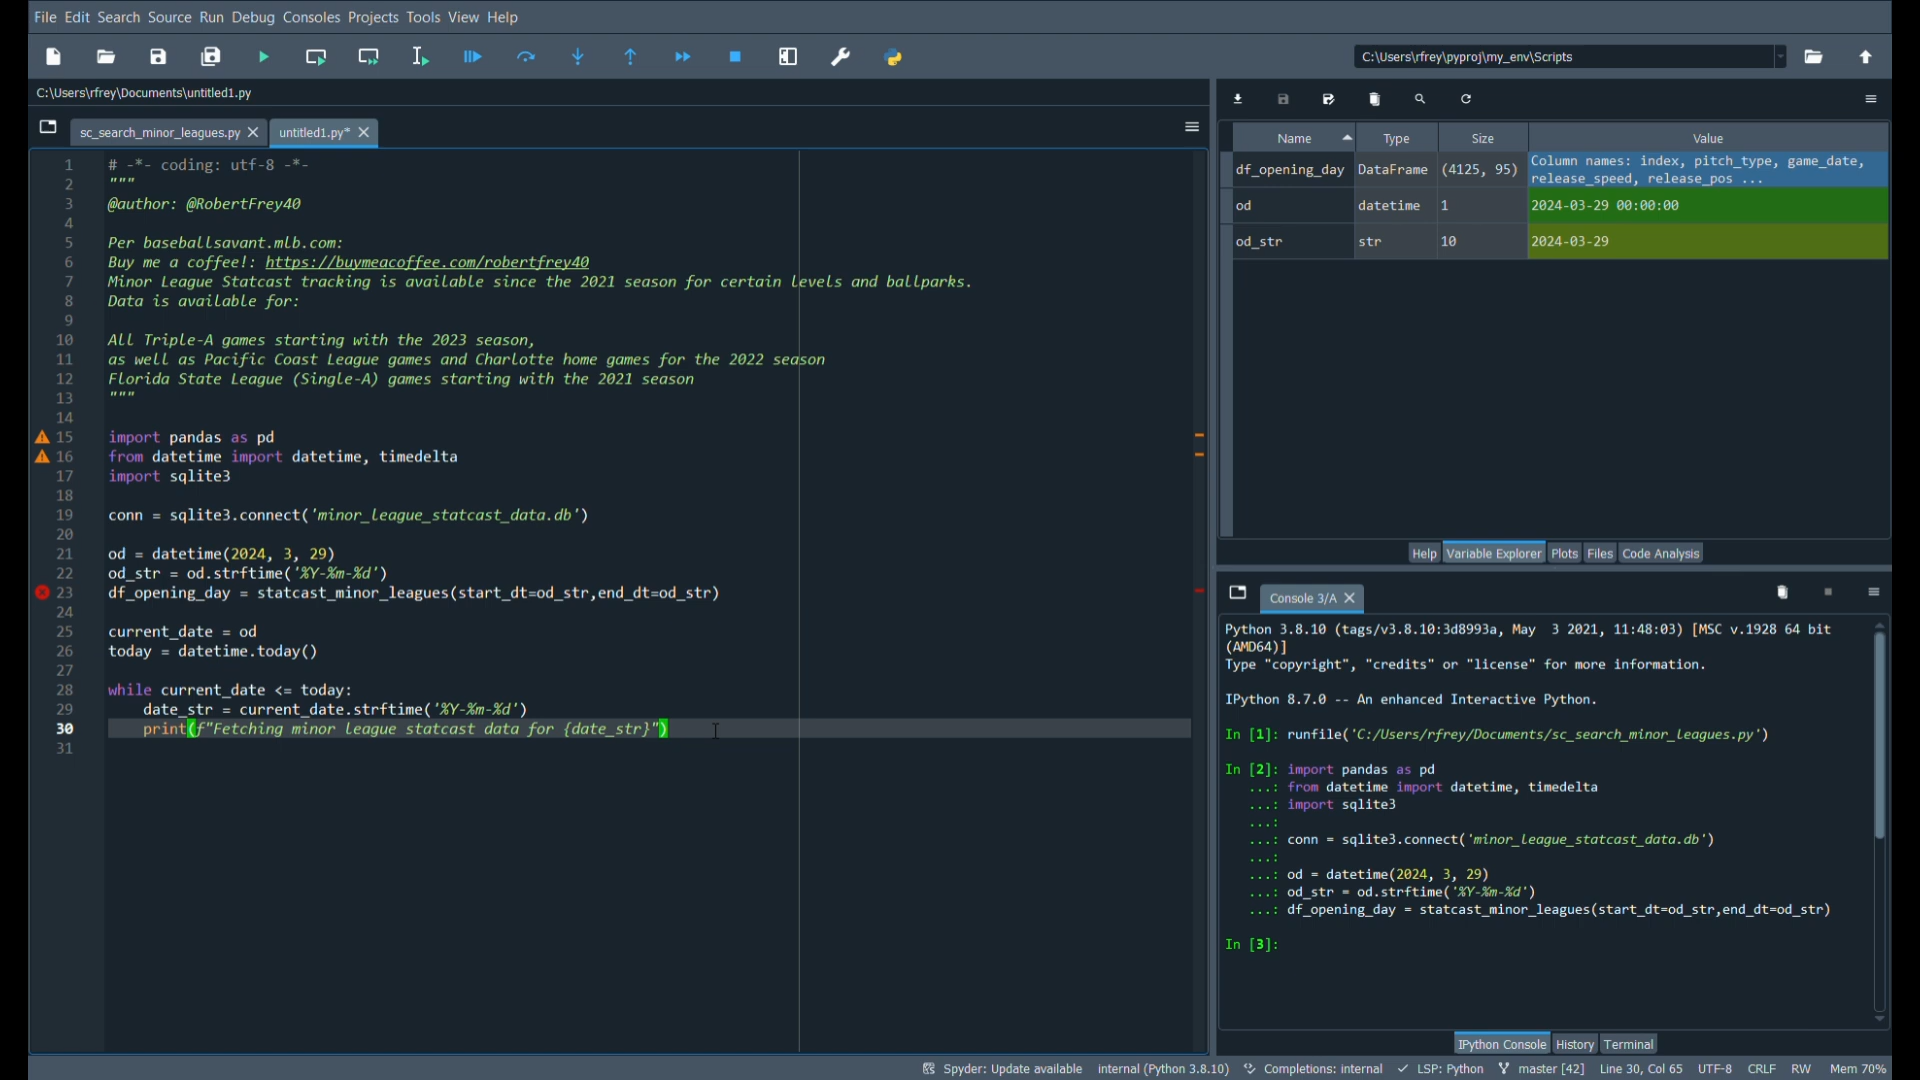 File Edit Search Source Run Debug Consoles Projects Tools View Help
C:\Users\rfrey\pyproj\my_env\Scripts
C:\Users\rfrey\Documents\untitled1.py
sc_search_minor_leagues.py
untitled1.py*
1 # -*- coding: utf-8 -*-
2 """
3 @author: @RobertFrey40
4
5 Per baseballsavant.mlb.com:
6 Buy me a coffee!: https://buymeacoffee.com/robertfrey40
7 Minor League Statcast tracking is available since the 2021 season for certain levels and ballparks.
8 Data is available for:
9
10 All Triple-A games starting with the 2023 season,
11 as well as Pacific Coast League games and Charlotte home games for the 2022 season
12 Florida State League (Single-A) games starting with the 2021 season
13 """
14
15 import pandas as pd
16 from datetime import datetime, timedelta
17 import sqlite3
18
19 conn = sqlite3.connect('minor_league_statcast_data.db')
20
21 od = datetime(2024, 3, 29)
22 od_str = od.strftime('%Y-%m-%d')
23 df_opening_day = statcast_minor_leagues(start_dt=od_str,end_dt=od_str)
24
25 current_date = od
26 today = datetime.today()
27
28 while current_date <= today:
29 date_str = current_date.strftime('%Y-%m-%d')
30 print(f"Fetching minor league statcast data for {date_str}")
31
Name Type Size Value
df_opening_day DataFrame (4125, 95) Column names: index, pitch_type, game_date,
release_speed, release_pos ...
od datetime 1 2024-03-29 00:00:00
od_str str 10 2024-03-29
Help Variable Explorer Plots Files Code Analysis
Console 3/A
Python 3.8.10 (tags/v3.8.10:3d8993a, May 3 2021, 11:48:03) [MSC v.1928 64 bit
(AMD64)]
Type "copyright", "credits" or "license" for more information.
IPython 8.7.0 -- An enhanced Interactive Python.
In [1]: runfile('C:/Users/rfrey/Documents/sc_search_minor_leagues.py')
In [2]: import pandas as pd
...: from datetime import datetime, timedelta
...: import sqlite3
...:
...: conn = sqlite3.connect('minor_league_statcast_data.db')
...:
...: od = datetime(2024, 3, 29)
...: od_str = od.strftime('%Y-%m-%d')
...: df_opening_day = statcast_minor_leagues(start_dt=od_str,end_dt=od_str)
In [3]:
IPython Console History Terminal
Spyder: Update available internal (Python 3.8.10) Completions: internal LSP: Python master [42] Line 30, Col 65 UTF-8 CRLF RW Mem 70%